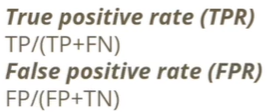 True positive rate (TPR)
TP/(TP+FN)
False positive rate (FPR)
FP/(FP+TN)